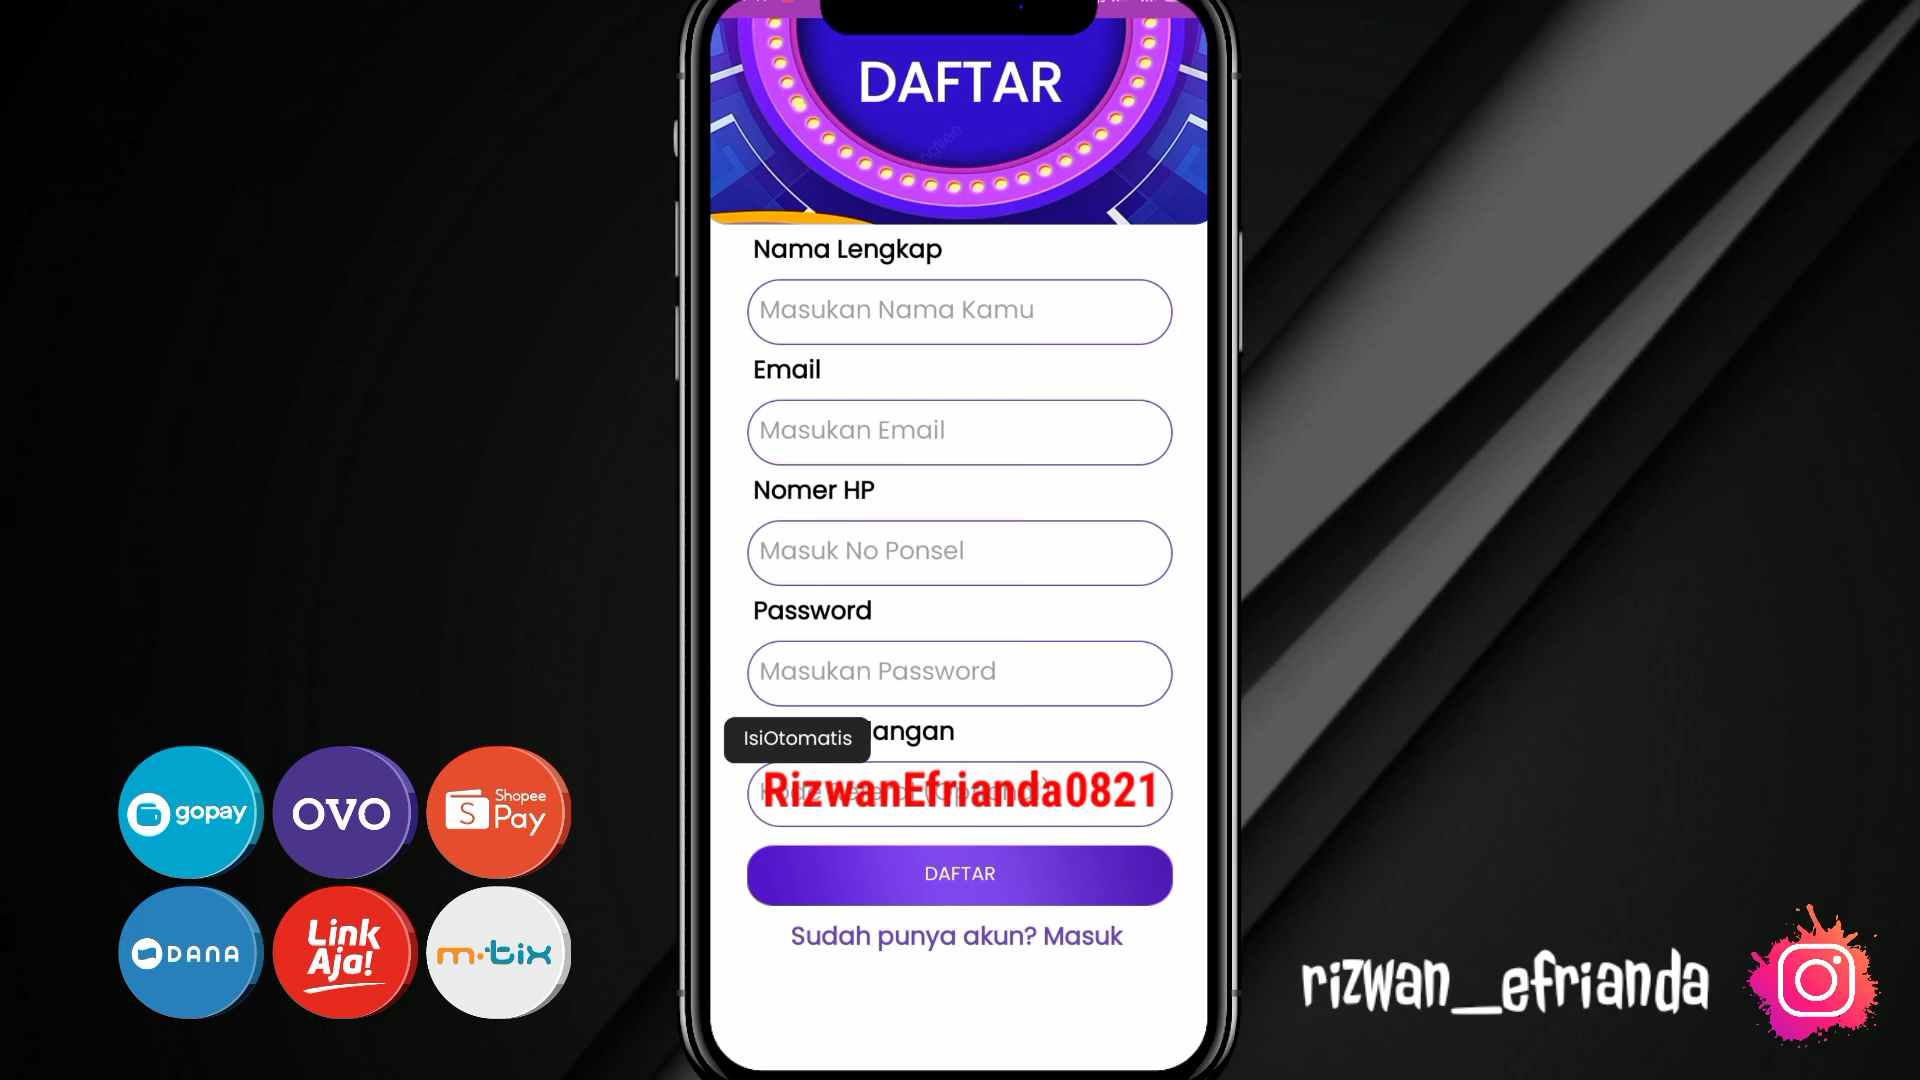 DAFTAR
Nama Lengkap
Masukan Nama Kamu
Email
Masukan Email
Nomer HP
Masuk No Ponsel
Password
Masukan Password
IsiOtomatis
angan
RizwanEfrianda0821
DAFTAR
Sudah punya akun? Masuk
gopay
OVO
S Shopee
Pay
DANA
Link
Aja!
m.tix
rizwan__efrianda